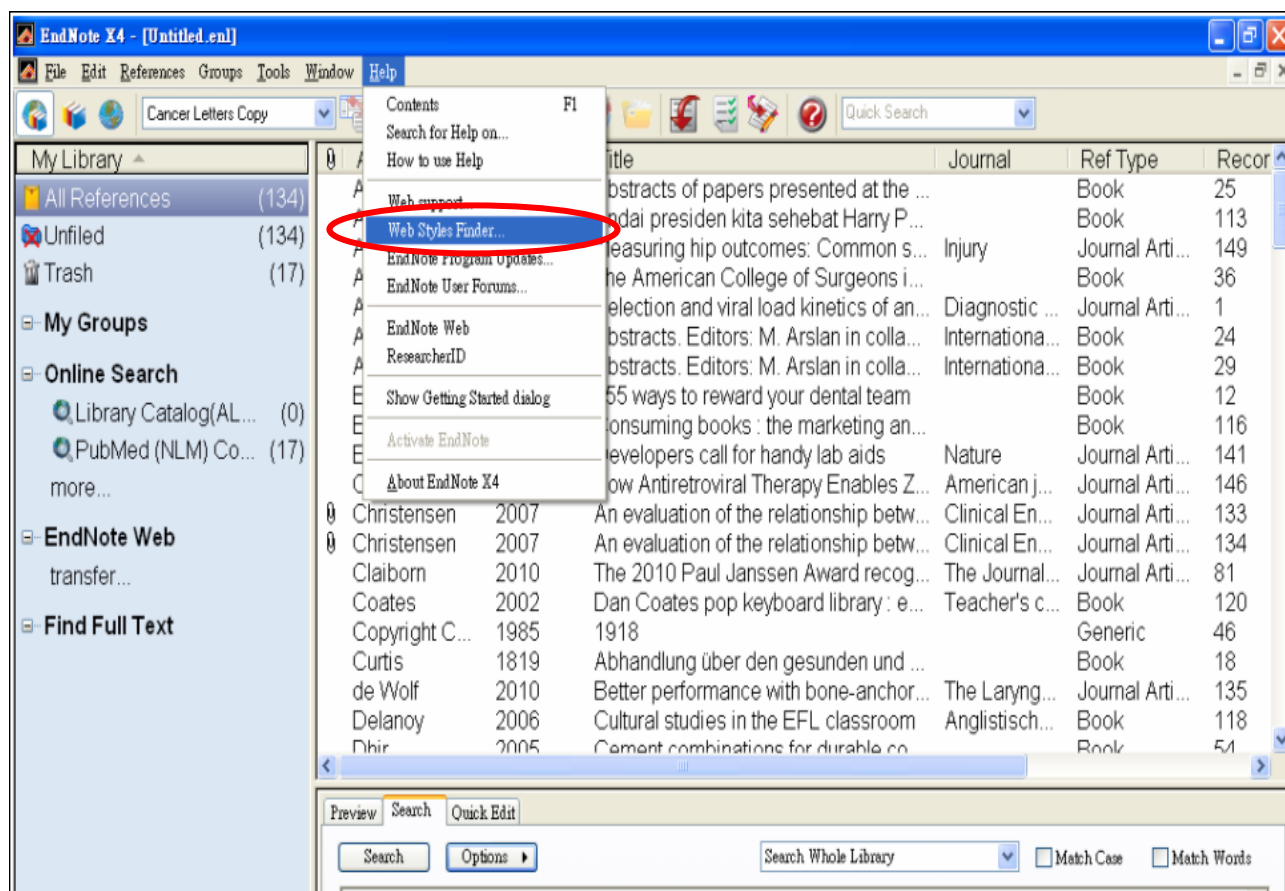 EndNote X4 - [Untitled.enl]
File Edit References Groups Tools Window Help
Cancer Letters Copy
Quick Search
Contents F1
Search for Help on...
How to use Help
Web support...
Web Styles Finder...
EndNote Program Updates...
EndNote User Forums...
EndNote Web
ResearcherID
Show Getting Started dialog
Activate EndNote
About EndNote X4
My Library
All References (134)
Unfiled (134)
Trash (17)
My Groups
Online Search
Library Catalog(AL... (0)
PubMed (NLM) Co... (17)
more...
EndNote Web
transfer...
Find Full Text
A itle Journal Ref Type Recor
A bstracts of papers presented at the ... Book 25
A ndai presiden kita sehebat Harry P... Book 113
A easuring hip outcomes: Common s... Injury Journal Arti... 149
A he American College of Surgeons i... Book 36
A election and viral load kinetics of an... Diagnostic ... Journal Arti... 1
A bstracts. Editors: M. Arslan in colla... Internationa... Book 24
A bstracts. Editors: M. Arslan in colla... Internationa... Book 29
E 55 ways to reward your dental team Book 12
E onsuming books : the marketing an... Book 116
E evelopers call for handy lab aids Nature Journal Arti... 141
C ow Antiretroviral Therapy Enables Z... American j... Journal Arti... 146
Christensen 2007 An evaluation of the relationship betw... Clinical En... Journal Arti... 133
Christensen 2007 An evaluation of the relationship betw... Clinical En... Journal Arti... 134
Claiborn 2010 The 2010 Paul Janssen Award recog... The Journal... Journal Arti... 81
Coates 2002 Dan Coates pop keyboard library : e... Teacher's c... Book 120
Copyright C... 1985 1918 Generic 46
Curtis 1819 Abhandlung über den gesunden und ... Book 18
de Wolf 2010 Better performance with bone-anchor... The Laryng... Journal Arti... 135
Delanoy 2006 Cultural studies in the EFL classroom Anglistisch... Book 118
Dhir 2005 Cement combinations for durable co Book 54
Preview Search Quick Edit
Search Options Search Whole Library Match Case Match Words